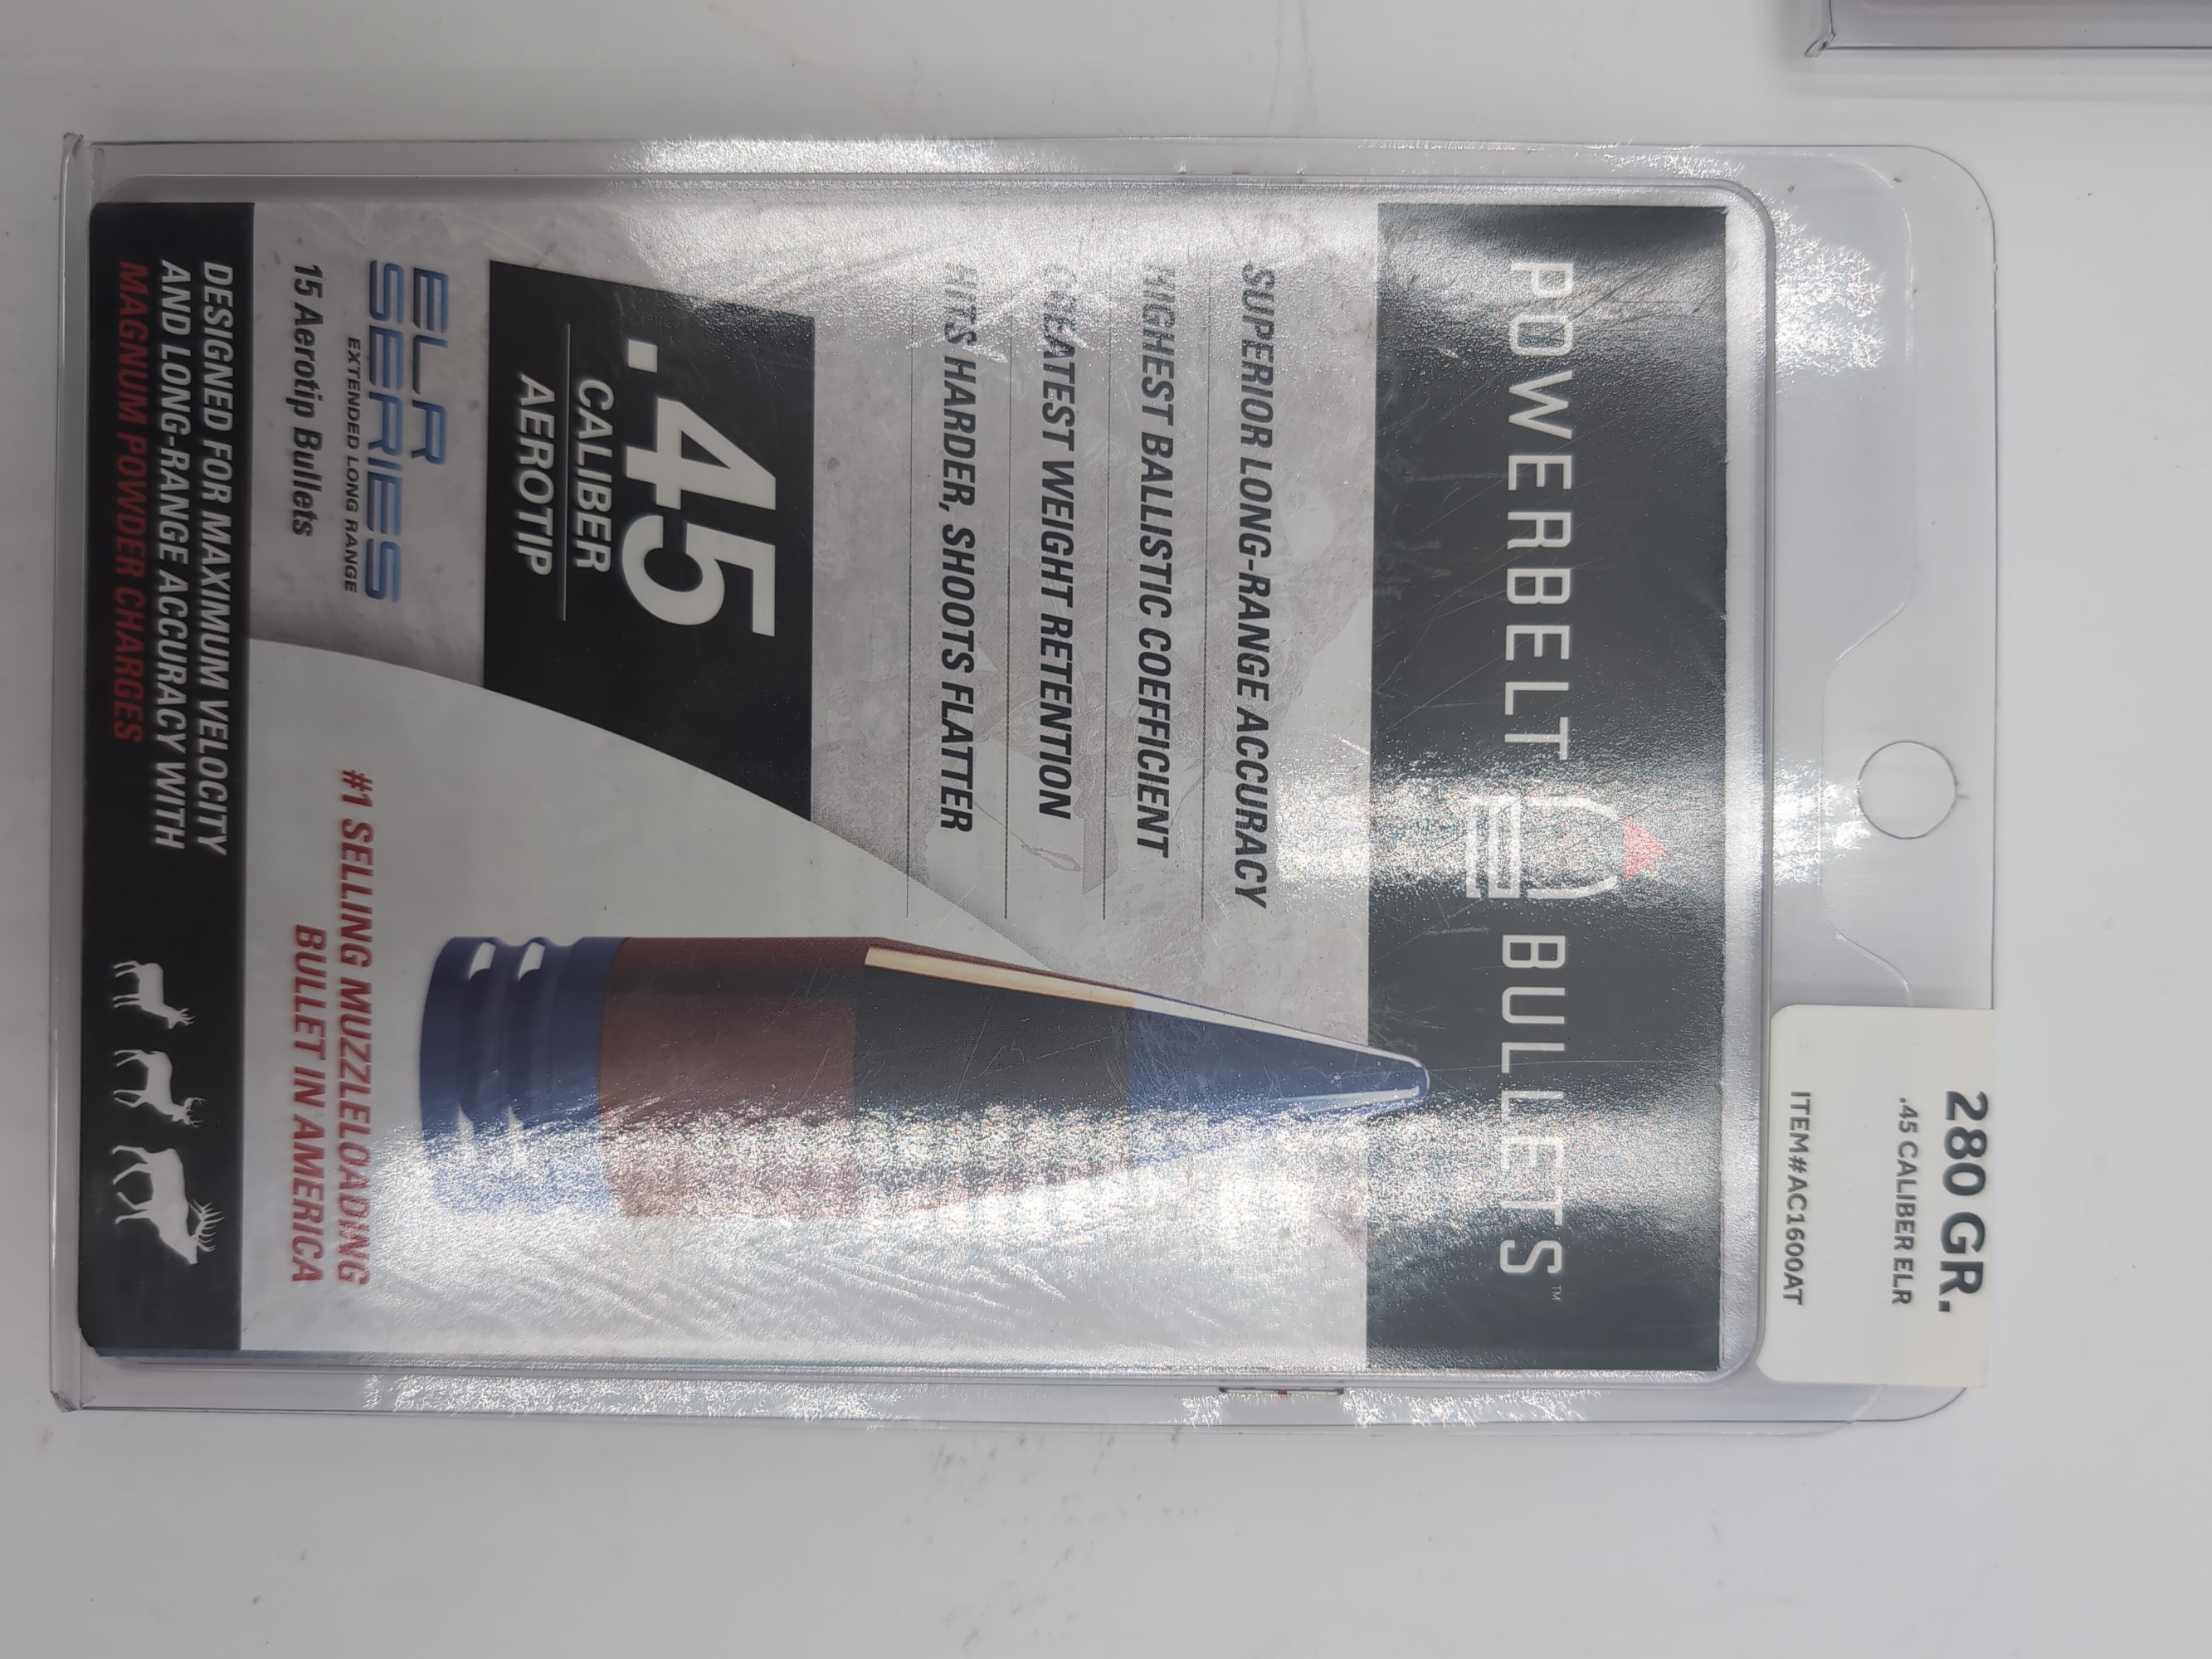 280 GR.
.45 CALIBER ELR
ITEM#AC1600AT
POWERBELT BULLETS™
SUPERIOR LONG-RANGE ACCURACY
HIGHEST BALLISTIC COEFFICIENT
GREATEST WEIGHT RETENTION
HITS HARDER, SHOOTS FLATTER
.45
CALIBER
AEROTIP
ELR
SERIES
EXTENDED LONG RANGE
15 Aerotip Bullets
#1 SELLING MUZZLELOADING
BULLET IN AMERICA
DESIGNED FOR MAXIMUM VELOCITY
AND LONG-RANGE ACCURACY WITH
MAGNUM POWDER CHARGES